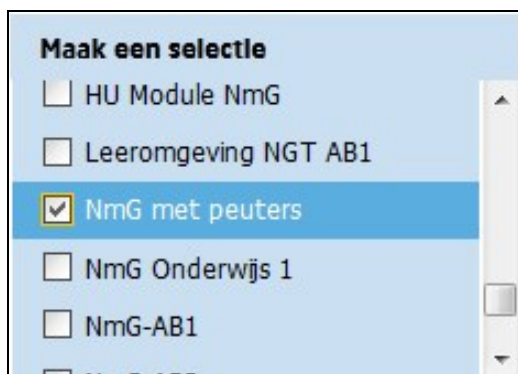 Maak een selectie
HU Module NmG
Leeromgeving NGT AB1
NmG met peuters
NmG Onderwijs 1
NmG-AB1